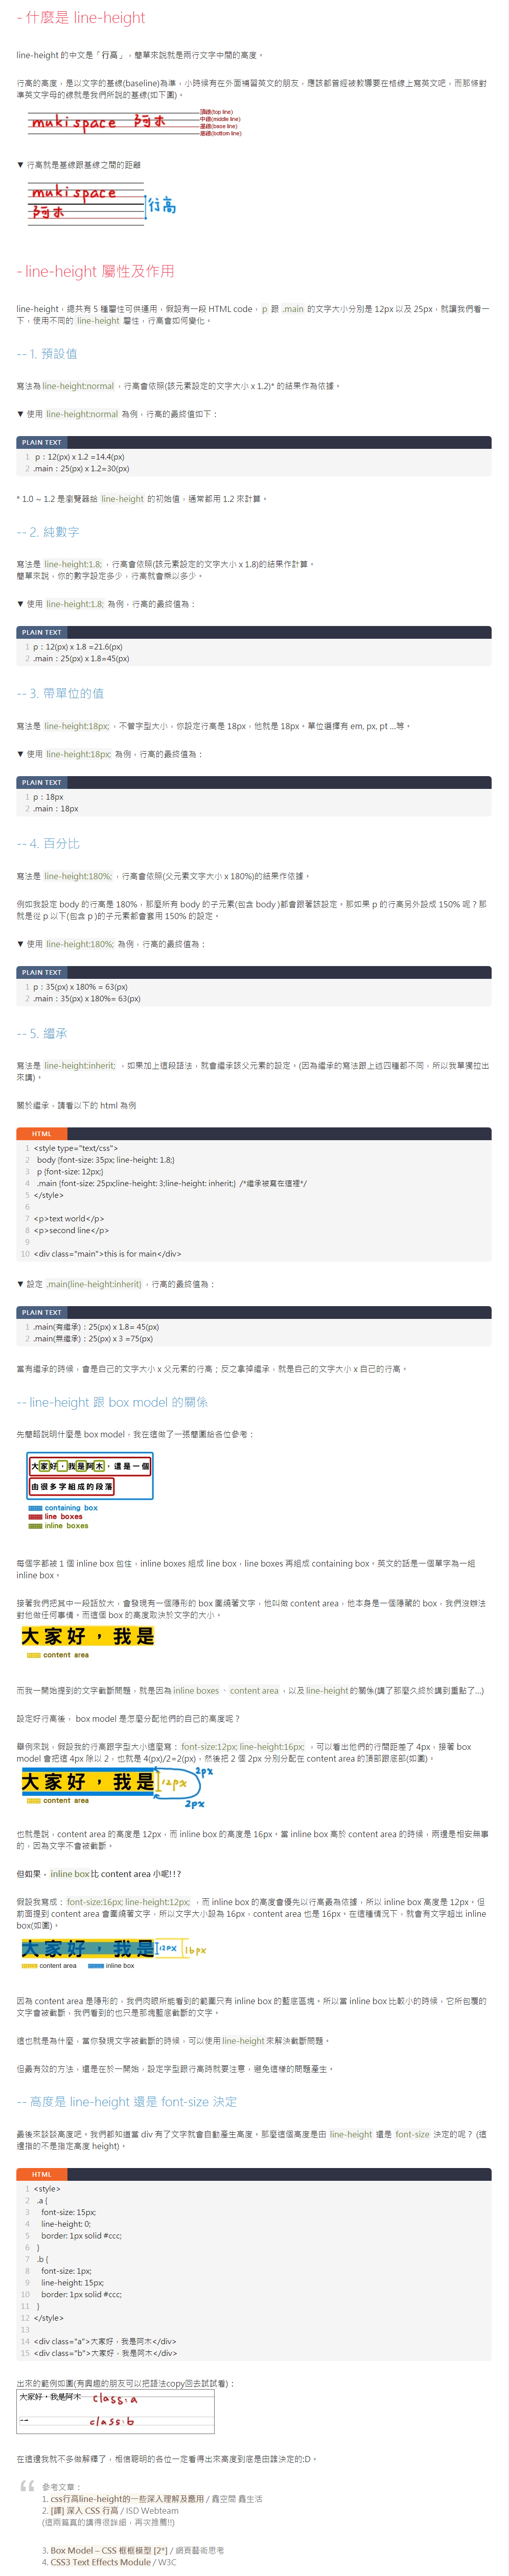 - 什麼是 line-height
line-height 的中文是「行高」，簡單來說就是兩行文字中間的高度。
行高的高度，是以文字的基線(baseline)為準，小時候有在外面補習英文的朋友，應該都曾經被教導要在格線上寫英文吧，而那條對
準英文字母的線就是我們所說的基線(如下圖)。
mukispace 阿木
頂線(top line)
中線(middle line)
基線(base line)
底線(bottom line)
▼ 行高就是基線跟基線之間的距離
mukispace
阿木
行高
- line-height 屬性及作用
line-height，總共有 5 種屬性可供運用，假設有一段 HTML code，p 跟 .main 的文字大小分別是 12px 以及 25px，就讓我們看一
下，使用不同的 line-height 屬性，行高會如何變化。
-- 1. 預設值
寫法為 line-height:normal，行高會依照(該元素設定的文字大小 x 1.2)* 的結果作為依據。
▼ 使用 line-height:normal 為例，行高的最終值如下：
PLAIN TEXT
1 p：12(px) x 1.2 =14.4(px)
2 .main：25(px) x 1.2=30(px)
* 1.0 ~ 1.2 是瀏覽器給 line-height 的初始值，通常都用 1.2 來計算。
-- 2. 純數字
寫法是 line-height:1.8;，行高會依照(該元素設定的文字大小 x 1.8)的結果作計算。
簡單來說，你的數字設定多少，行高就會乘以多少。
▼ 使用 line-height:1.8; 為例，行高的最終值為：
PLAIN TEXT
1 p：12(px) x 1.8 =21.6(px)
2 .main：25(px) x 1.8=45(px)
-- 3. 帶單位的值
寫法是 line-height:18px;，不管字型大小，你設定行高是 18px，他就是 18px。單位選擇有 em, px, pt ...等。
▼ 使用 line-height:18px; 為例，行高的最終值為：
PLAIN TEXT
1 p：18px
2 .main：18px
-- 4. 百分比
寫法是 line-height:180%;，行高會依照(父元素文字大小 x 180%)的結果作依據。
例如我設定 body 的行高是 180%，那麼所有 body 的子元素(包含 body )都會跟著該設定。那如果 p 的行高另外設成 150% 呢？那
就是從 p 以下(包含 p )的子元素都會套用 150% 的設定。
▼ 使用 line-height:180%; 為例，行高的最終值為：
PLAIN TEXT
1 p：35(px) x 180% = 63(px)
2 .main：35(px) x 180%= 63(px)
-- 5. 繼承
寫法是 line-height:inherit; ，如果加上這段語法，就會繼承該父元素的設定。(因為繼承的寫法跟上述四種都不同，所以我單獨拉出
來講)。
關於繼承，請看以下的 html 為例
HTML
1 <style type="text/css">
2 body {font-size: 35px; line-height: 1.8;}
3 p {font-size: 12px;}
4 .main {font-size: 25px;line-height: 3;line-height: inherit;} /*繼承被寫在這裡*/
5 </style>
6
7 <p>text world</p>
8 <p>second line</p>
9
10 <div class="main">this is for main</div>
▼ 設定 .main{line-height:inherit}，行高的最終值為：
PLAIN TEXT
1 .main(有繼承)：25(px) x 1.8= 45(px)
2 .main(無繼承)：25(px) x 3 =75(px)
當有繼承的時候，會是自己的文字大小 x 父元素的行高；反之拿掉繼承，就是自己的文字大小 x 自己的行高。
-- line-height 跟 box model 的關係
先簡略說明什麼是 box model，我在這做了一張簡圖給各位參考：
大家好，我是阿木，這是一個
由很多字組成的段落
containing box
line boxes
inline boxes
每個字都被 1 個 inline box 包住，inline boxes 組成 line box，line boxes 再組成 containing box。英文的話是一個單字為一組
inline box。
接著我們把其中一段話放大，會發現有一個隱形的 box 圍繞著文字，他叫做 content area，他本身是一個隱藏的 box，我們沒辦法
對他做任何事情。而這個 box 的高度取決於文字的大小。
大家好，我是
content area
而我一開始提到的文字截斷問題，就是因為 inline boxes、content area，以及 line-height 的關係(講了那麼久終於講到重點了...)
設定好行高後， box model 是怎麼分配他們的自己的高度呢？
舉例來說，假設我的行高跟字型大小這麼寫：font-size:12px; line-height:16px; ，可以看出他們的行間距差了 4px，接著 box
model 會把這 4px 除以 2，也就是 4(px)/2=2(px)，然後把 2 個 2px 分別分配在 content area 的頂部跟底部(如圖)。
大家好，我是 12px 2px
2px
content area
也就是說，content area 的高度是 12px，而 inline box 的高度是 16px。當 inline box 高於 content area 的時候，兩邊是相安無事
的，因為文字不會被截斷。
但如果，inline box 比 content area 小呢!!?
假設我寫成：font-size:16px; line-height:12px; ，而 inline box 的高度會優先以行高最為依據，所以 inline box 高度是 12px。但
前面提到 content area 會圍繞著文字，所以文字大小設為 16px，content area 也是 16px。在這種情況下，就會有文字超出 inline
box(如圖)。
大家好，我是 12px 16px
content area inline box
因為 content area 是隱形的，我們肉眼所能看到的範圍只有 inline box 的藍底區塊。所以當 inline box 比較小的時候，它所包覆的
文字會被截斷，我們看到的也只是那塊藍底截斷的文字。
這也就是為什麼，當你發現文字被截斷的時候，可以使用 line-height 來解決截斷問題。
但最有效的方法，還是在於一開始，設定字型跟行高時就要注意，避免這樣的問題產生。
-- 高度是 line-height 還是 font-size 決定
最後來談談高度吧。我們都知道當 div 有了文字就會自動產生高度。那麼這個高度是由 line-height 還是 font-size 決定的呢？ (這
邊指的不是指定高度 height)。
HTML
1 <style>
2 .a {
3 font-size: 15px;
4 line-height: 0;
5 border: 1px solid #ccc;
6 }
7 .b {
8 font-size: 1px;
9 line-height: 15px;
10 border: 1px solid #ccc;
11 }
12 </style>
13
14 <div class="a">大家好，我是阿木</div>
15 <div class="b">大家好，我是阿木</div>
出來的範例如圖(有興趣的朋友可以把語法copy回去試試看)：
大家好，我是阿木 class:a
class:b
在這邊我就不多做解釋了，相信聰明的各位一定看得出來高度到底是由誰決定的:D。
參考文章：
1. css行高line-height的一些深入理解及應用 / 鑫空間 鑫生活
2. [譯] 深入 CSS 行高 / ISD Webteam
(這兩篇真的講得很詳細，再次推薦!!)
3. Box Model – CSS 框框模型 [2*] / 網頁藝術思考
4. CSS3 Text Effects Module / W3C